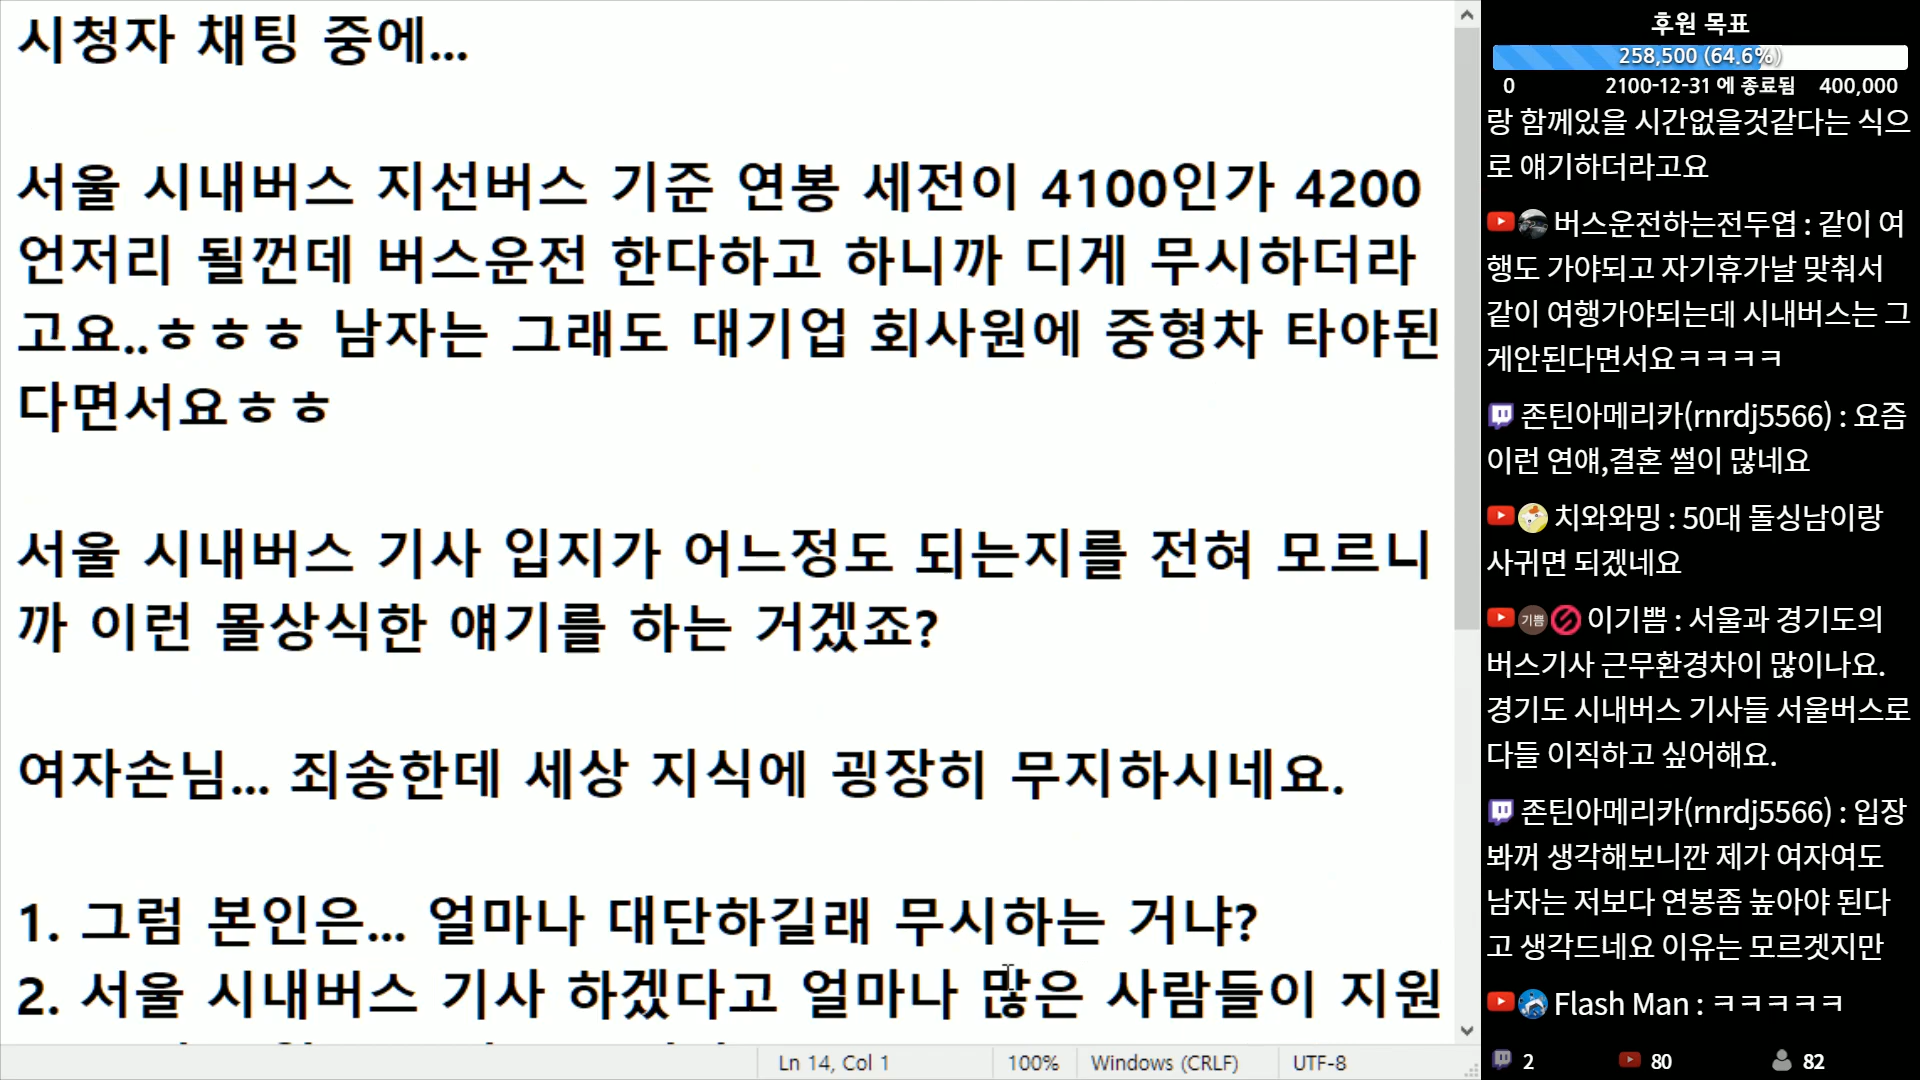 시청자 채팅 중에...
서울 시내버스 지선버스 기준 연봉 세전이 4100인가 4200
언저리 될껀데 버스운전 한다하고 하니까 디게 무시하더라
고요..ㅎㅎㅎ 남자는 그래도 대기업 회사원에 중형차 타야된
다면서요ㅎㅎ
서울 시내버스 기사 입지가 어느정도 되는지를 전혀 모르니
까 이런 몰상식한 얘기를 하는 거겠죠?
여자손님... 죄송한데 세상 지식에 굉장히 무지하시네요.
1. 그럼 본인은... 얼마나 대단하길래 무시하는 거냐?
2. 서울 시내버스 기사 하겠다고 얼마나 많은 사람들이 지원
Ln 14, Col 1
100%
Windows (CRLF)
UTF-8
후원 목표
258,500 (64.6%)
0 2100-12-31 에 종료됨 400,000
랑 함께있을 시간없을것같다는 식으
로 얘기하더라고요
버스운전하는전두엽 : 같이 여
행도 가야되고 자기휴가날 맞춰서
같이 여행가야되는데 시내버스는 그
게안된다면서요ㅋㅋㅋㅋ
존틴아메리카(rnrdj5566) : 요즘
이런 연얘,결혼 썰이 많네요
치와와밍 : 50대 돌싱남이랑
사귀면 되겠네요
기쁨 이기쁨 : 서울과 경기도의
버스기사 근무환경차이 많이나요.
경기도 시내버스 기사들 서울버스로
다들 이직하고 싶어해요.
존틴아메리카(rnrdj5566) : 입장
봐꺼 생각해보니깐 제가 여자여도
남자는 저보다 연봉좀 높아야 된다
고 생각드네요 이유는 모르겟지만
Flash Man : ㅋㅋㅋㅋㅋ
2 80 82